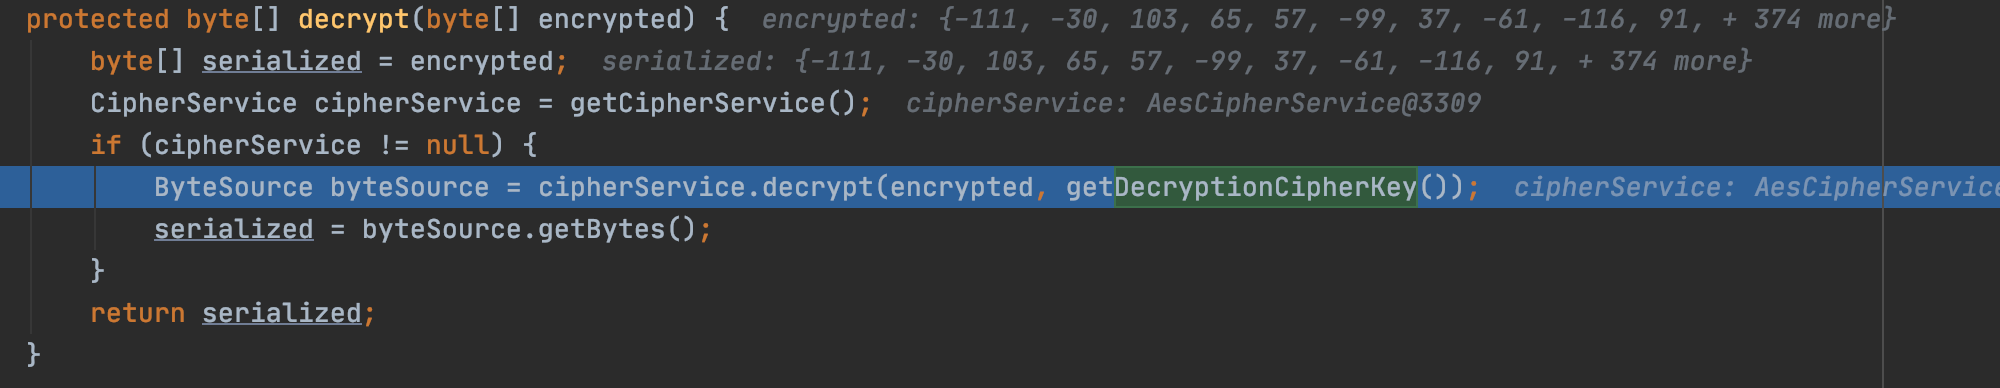 protected byte[] decrypt(byte[] encrypted) {  encrypted: {-111, -30, 103, 65, 57, -99, 37, -61, -116, 91, + 374 more}
    byte[] serialized = encrypted;  serialized: {-111, -30, 103, 65, 57, -99, 37, -61, -116, 91, + 374 more}
    CipherService cipherService = getCipherService();  cipherService: AesCipherService@3309
    if (cipherService != null) {
        ByteSource byteSource = cipherService.decrypt(encrypted, getDecryptionCipherKey());  cipherService: AesCipherService
        serialized = byteSource.getBytes();
    }
    return serialized;
}